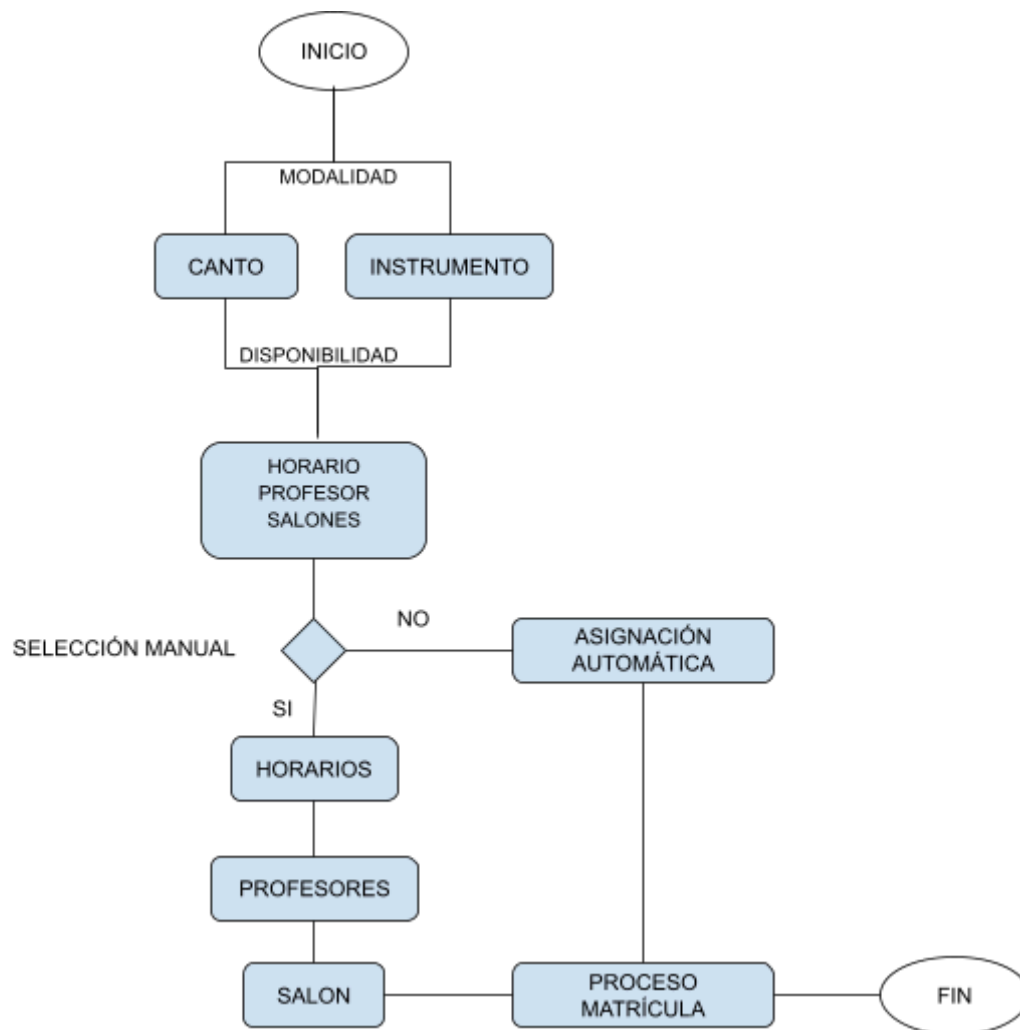 INICIO
MODALIDAD
CANTO
INSTRUMENTO
DISPONIBILIDAD
HORARIO
PROFESOR
SALONES
NO
SELECCIÓN MANUAL
ASIGNACIÓN
AUTOMÁTICA
SI
HORARIOS
PROFESORES
SALON
PROCESO
MATRÍCULA
FIN